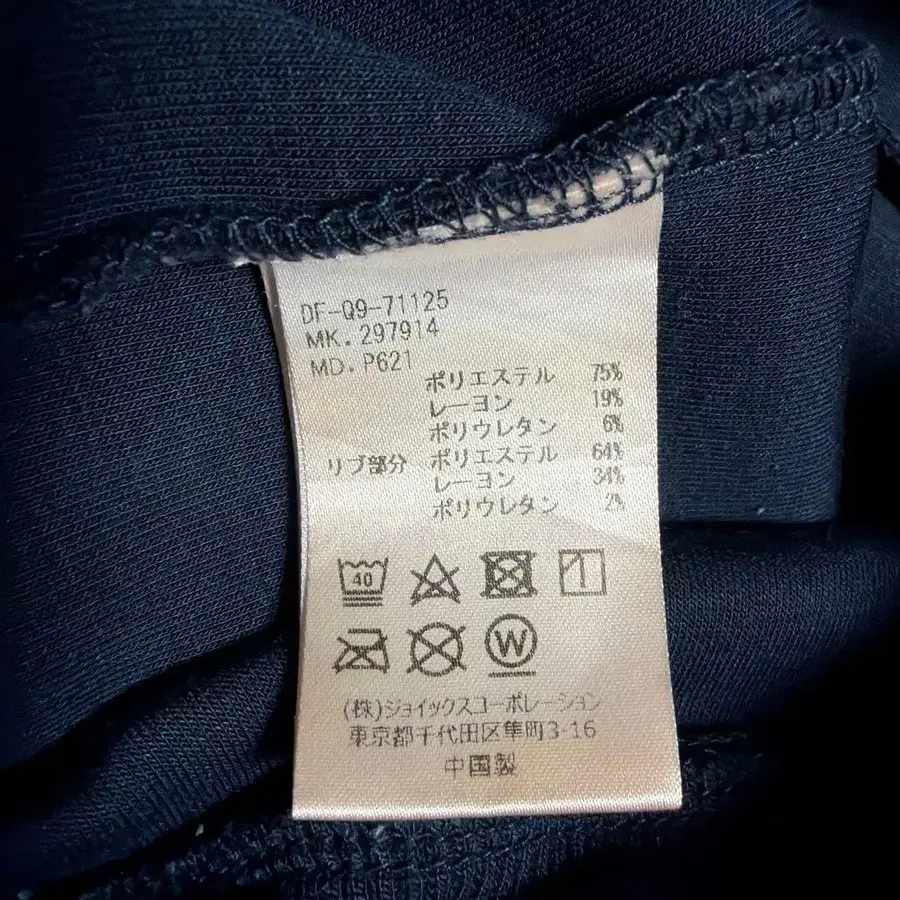 DF-Q9-71125
MK.297914
MD.P621
ポリエステル 75%
レーヨン 19%
ポリウレタン 6%
リブ部分 ポリエステル 64%
レーヨン 34%
ポリウレタン 2%
40
W
(株)ジョイックスコーポレーション
東京都千代田区隼町3-16
中国製